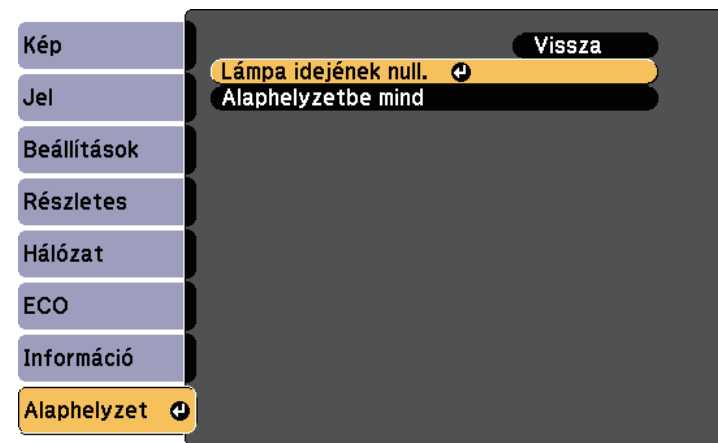 Kép
Jel
Beállítások
Részletes
Hálózat
ECO
Információ
Alaphelyzet
Vissza
Lámpa idejének null.
Alaphelyzetbe mind